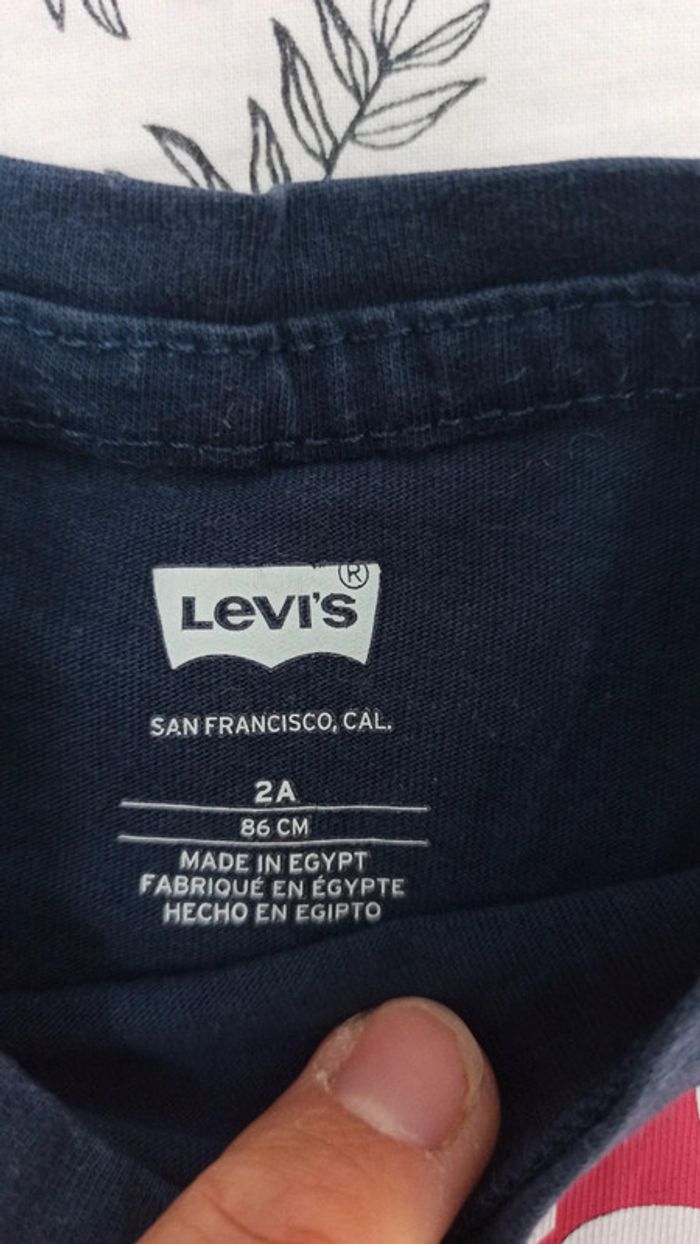 LEVI'S®
SAN FRANCISCO, CAL.
2A
86 CM
MADE IN EGYPT
FABRIQUÉ EN ÉGYPTE
HECHO EN EGIPTO